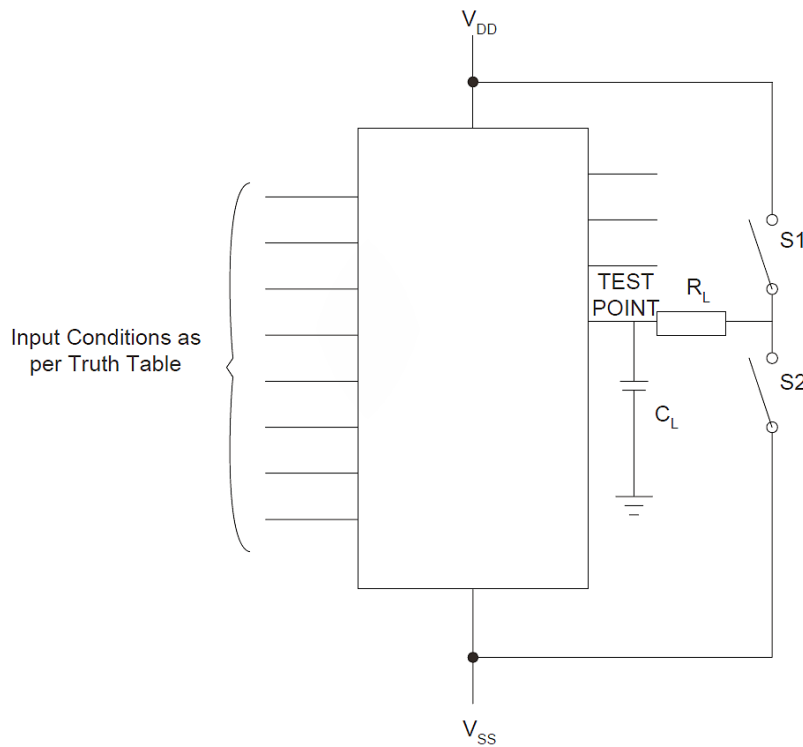 VDD
S1
TEST
POINT
RL
Input Conditions as
per Truth Table
S2
CL
VSS